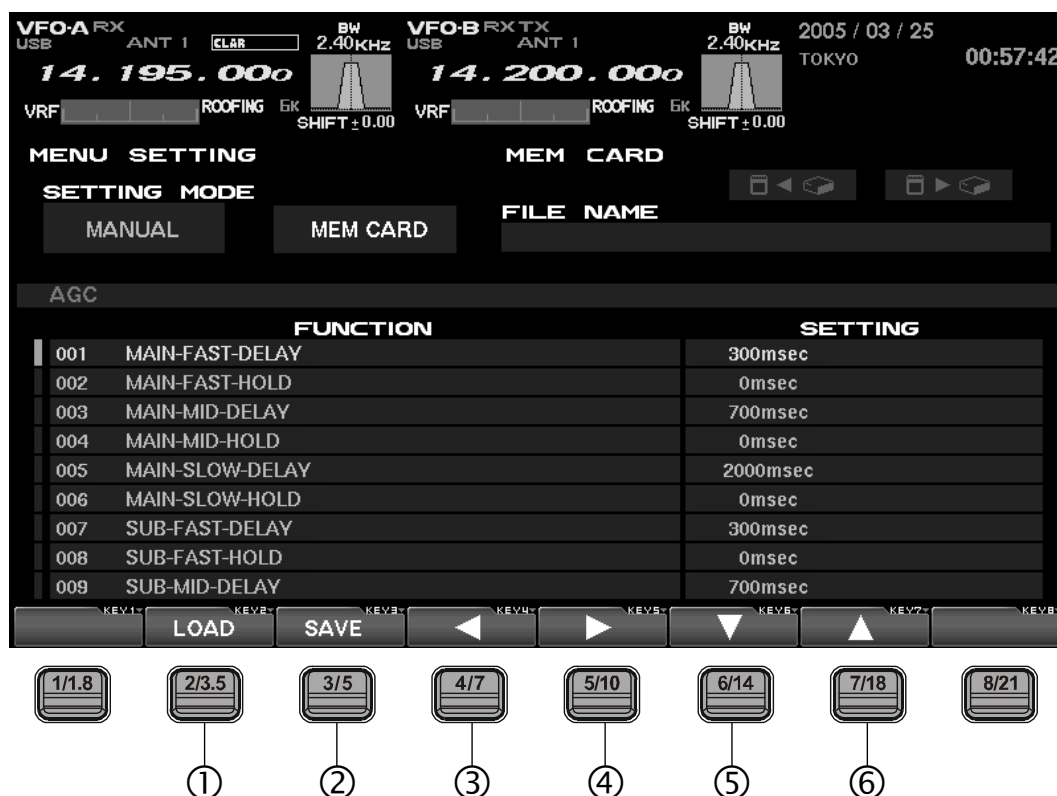 VFO-A RX BW VFO-B RX TX BW 2005 / 03 / 25
USB ANT 1 CLAR 2.40KHz USB ANT 1 2.40KHz TOKYO 00:57:42
14. 195. 000 14. 200. 000
VRF ROOFING 6K SHIFT ± 0.00 VRF ROOFING 6K SHIFT ± 0.00
MENU SETTING MEM CARD
SETTING MODE
MANUAL MEM CARD FILE NAME
AGC
FUNCTION SETTING
001 MAIN-FAST-DELAY 300msec
002 MAIN-FAST-HOLD 0msec
003 MAIN-MID-DELAY 700msec
004 MAIN-MID-HOLD 0msec
005 MAIN-SLOW-DELAY 2000msec
006 MAIN-SLOW-HOLD 0msec
007 SUB-FAST-DELAY 300msec
008 SUB-FAST-HOLD 0msec
009 SUB-MID-DELAY 700msec
KEY1 KEY2 KEY3 KEY4 KEY5 KEY6 KEY7 KEY8
LOAD SAVE ◀ ▶ ▼ ▲
1/1.8 2/3.5 3/5 4/7 5/10 6/14 7/18 8/21
① ② ③ ④ ⑤ ⑥